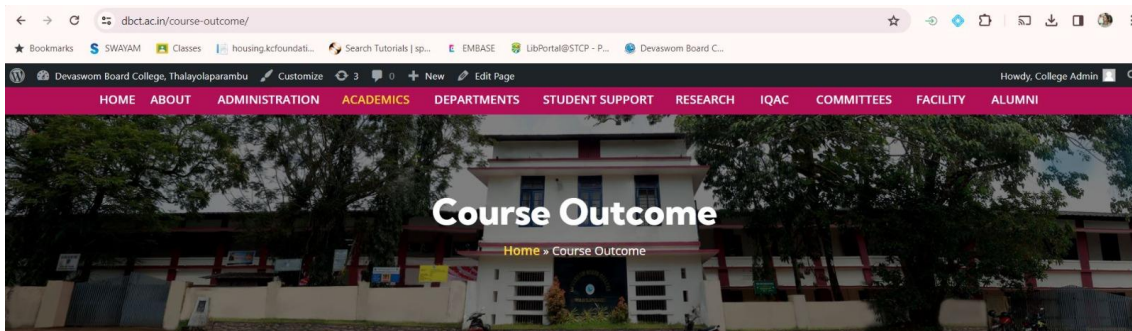 dbct.ac.in/course-outcome/
Bookmarks SWAYAM Classes housing.kcfoundati... Search Tutorials | sp... EMBASE LibPortal@STCP - P... Devaswom Board C...
Devaswom Board College, Thalayolaparambu Customize 3 0 New Edit Page Howdy, College Admin
HOME ABOUT ADMINISTRATION ACADEMICS DEPARTMENTS STUDENT SUPPORT RESEARCH IQAC COMMITTEES FACILITY ALUMNI
Course Outcome
Home » Course Outcome